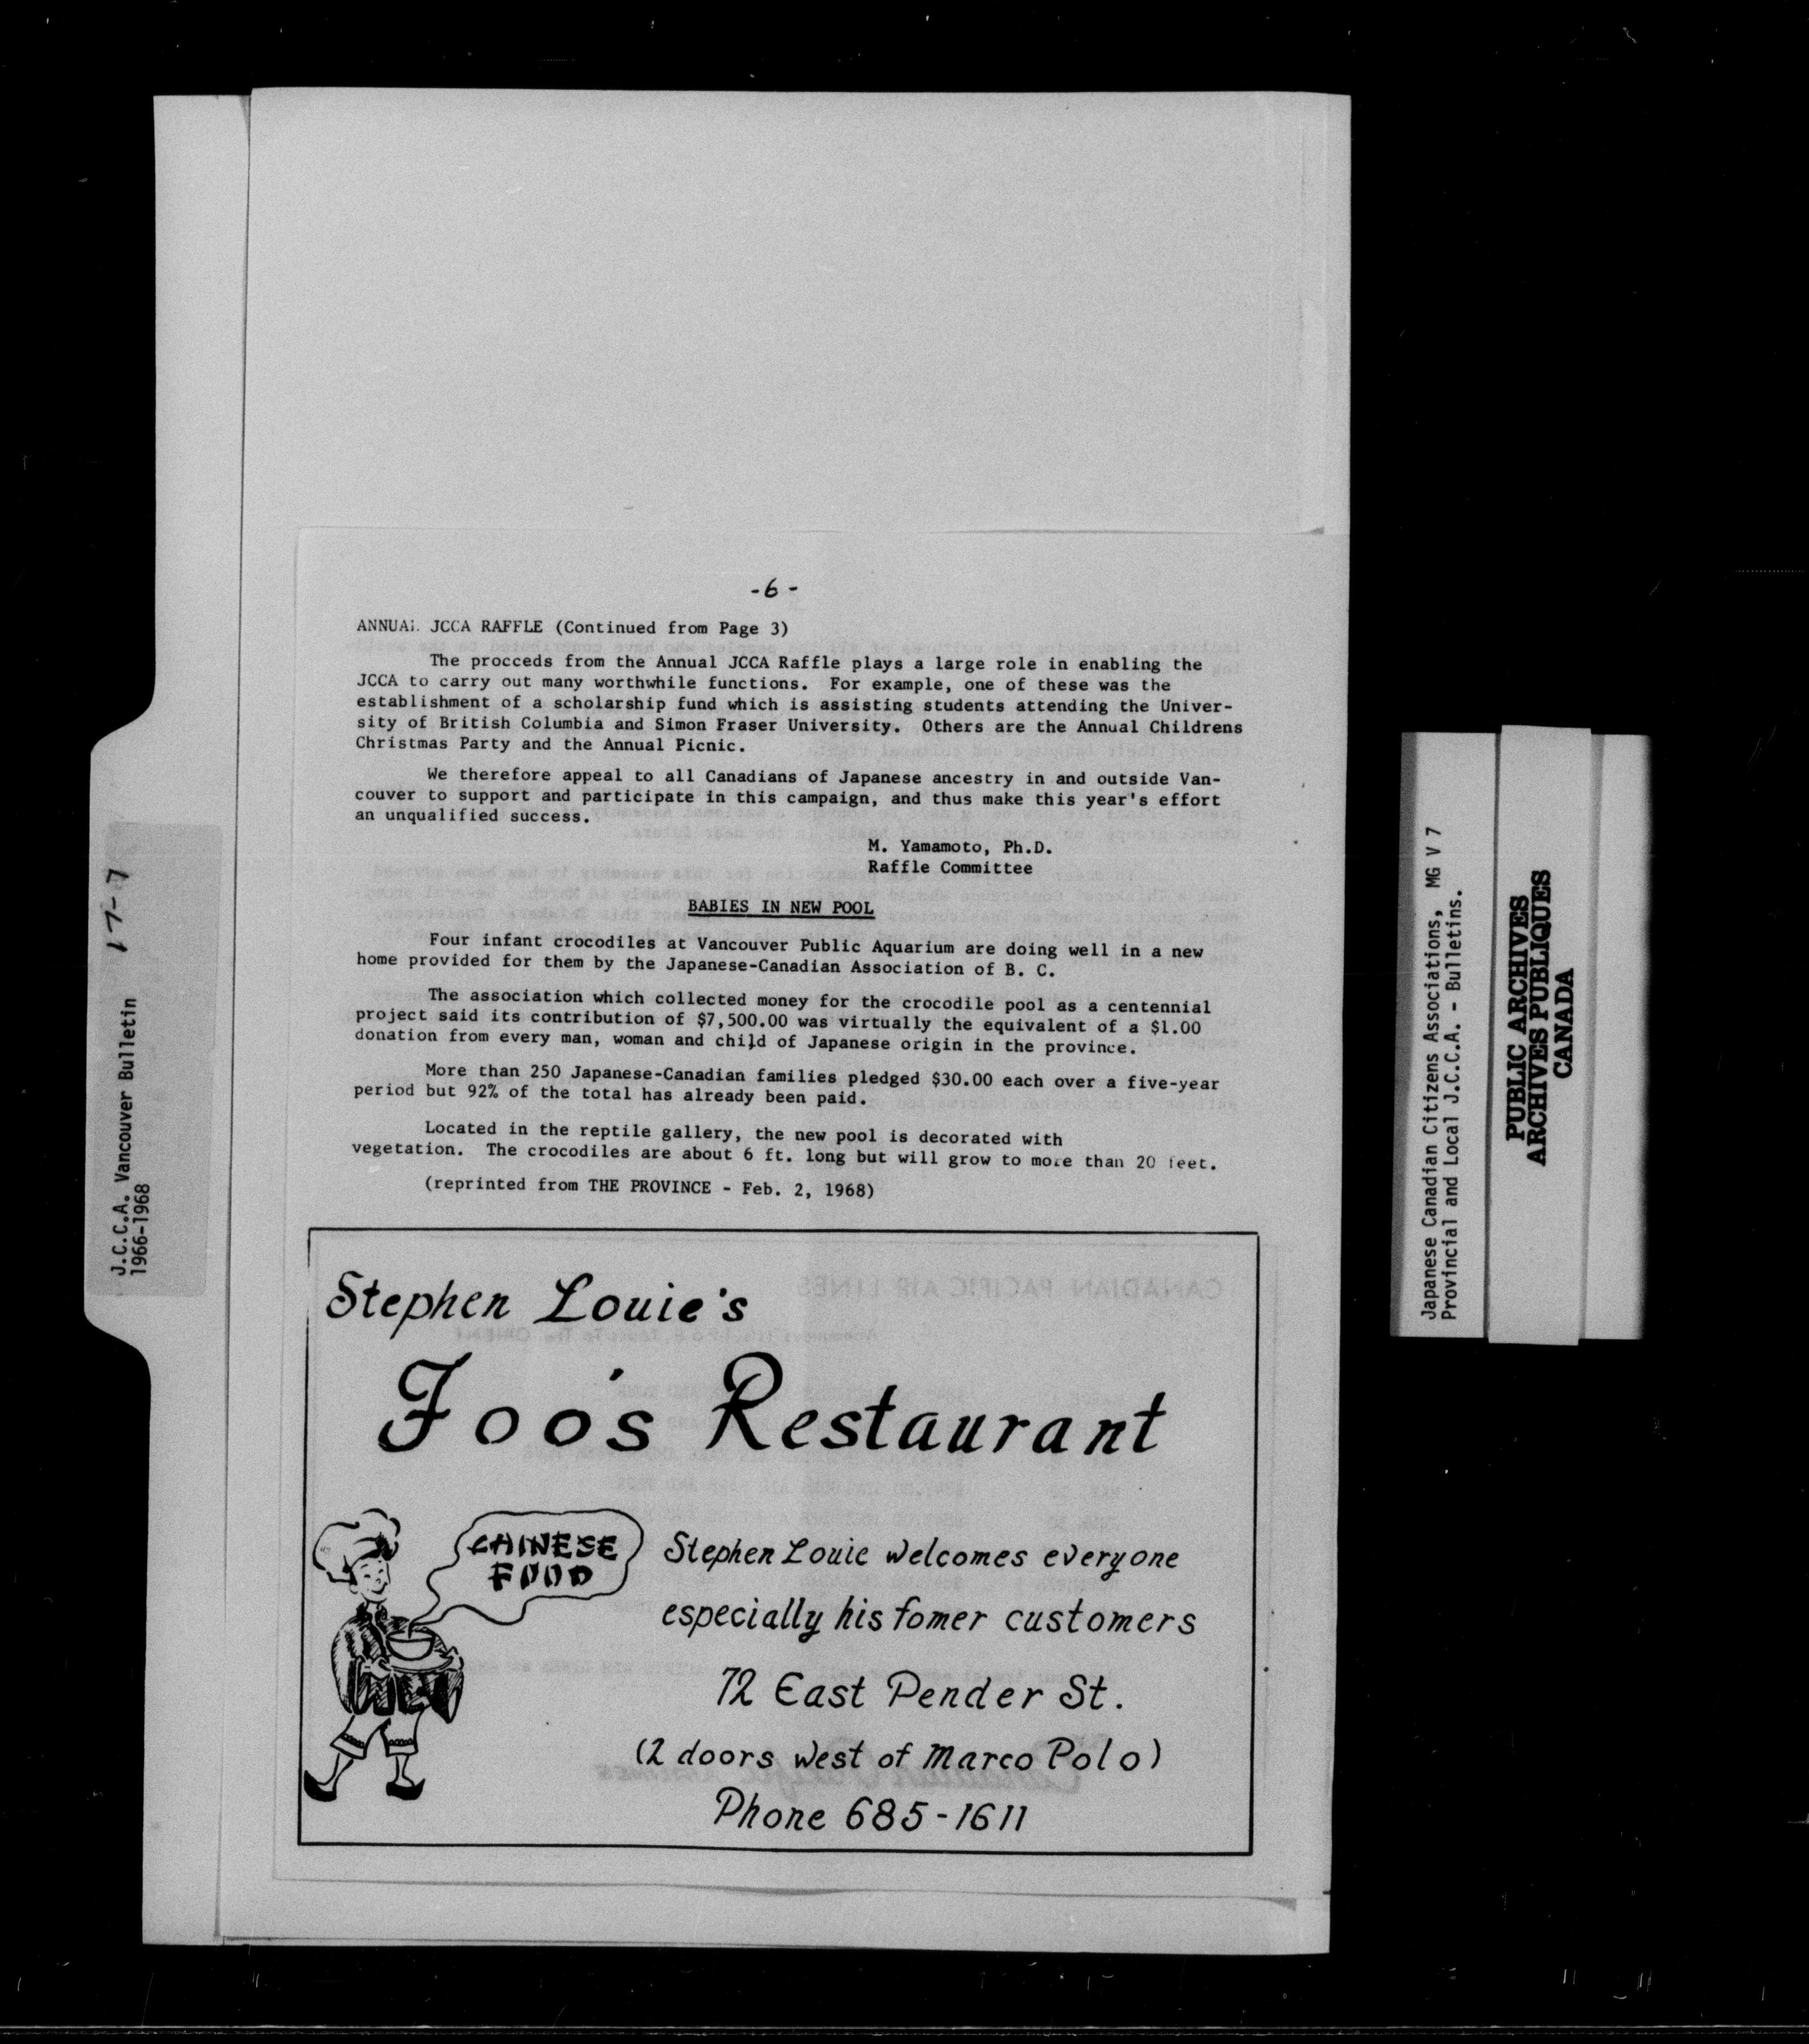 -6-
ANNUAL JCCA RAFFLE (Continued from Page 3)
The procceds from the Annual JCCA Raffle plays a large role in enabling the
JCCA to carry out many worthwhile functions. For example, one of these was the
establishment of a scholarship fund which is assisting students attending the Univer-
sity of British Columbia and Simon Fraser University. Others are the Annual Childrens
Christmas Party and the Annual Picnic.
We therefore appeal to all Canadians of Japanese ancestry in and outside Van-
couver to support and participate in this campaign, and thus make this year's effort
an unqualified success.
M. Yamamoto, Ph.D.
Raffle Committee
BABIES IN NEW POOL
Four infant crocodiles at Vancouver Public Aquarium are doing well in a new
home provided for them by the Japanese-Canadian Association of B. C.
The association which collected money for the crocodile pool as a centennial
project said its contribution of $7,500.00 was virtually the equivalent of a $1.00
donation from every man, woman and child of Japanese origin in the province.
More than 250 Japanese-Canadian families pledged $30.00 each over a five-year
period but 92% of the total has already been paid.
Located in the reptile gallery, the new pool is decorated with
vegetation. The crocodiles are about 6 ft. long but will grow to more than 20 feet.
(reprinted from THE PROVINCE - Feb. 2, 1968)
Stephen Louie's
Foo's Restaurant
CHINESE
FOOD
Stephen Louie welcomes everyone
especially his fomer customers
72 East Pender St.
(2 doors west of Marco Polo)
Phone 685-1611
J.C.C.A. Vancouver Bulletin 17-7
1966-1968
Japanese Canadian Citizens Associations, MG V 7
Provincial and Local J.C.C.A. - Bulletins.
PUBLIC ARCHIVES
ARCHIVES PUBLIQUES
CANADA